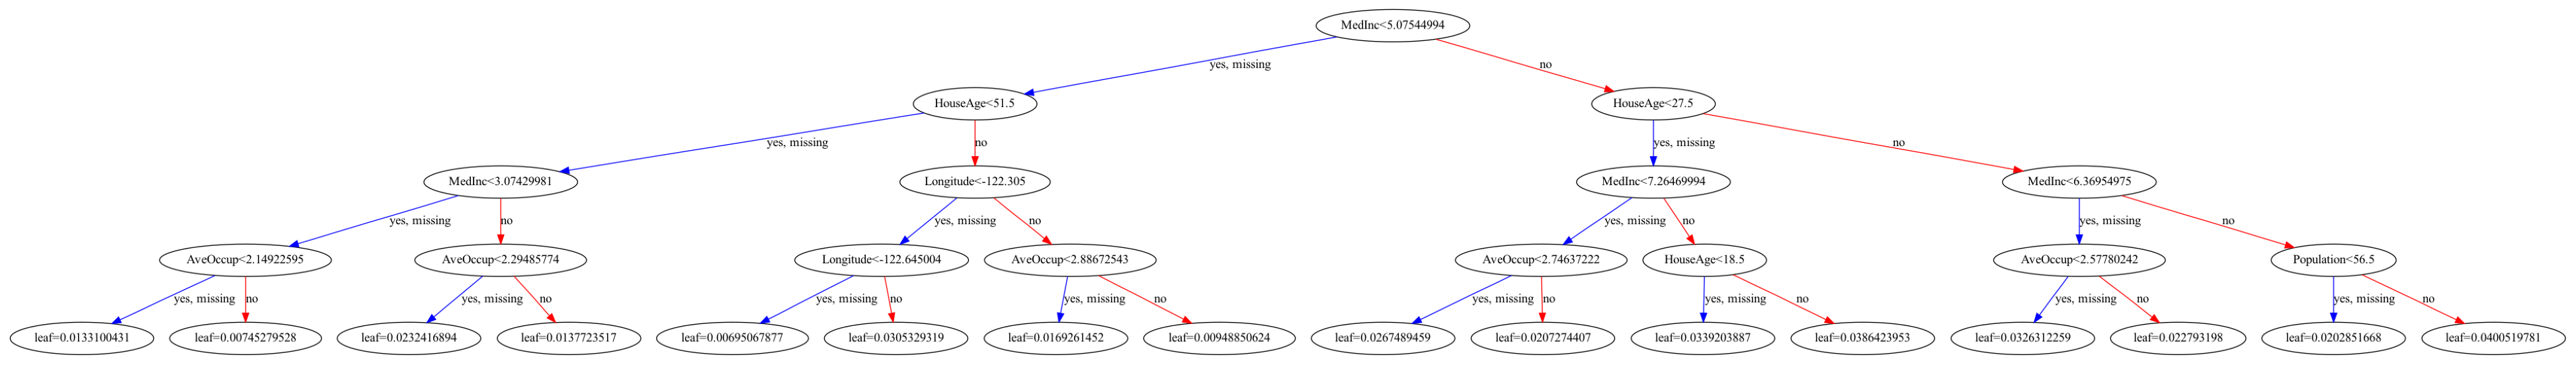 MedInc<5.07544994
yes, missing
no
HouseAge<51.5
HouseAge<27.5
yes, missing
no
yes, missing
no
MedInc<3.07429981
Longitude<-122.305
MedInc<7.26469994
MedInc<6.36954975
yes, missing
no
yes, missing
no
yes, missing
no
yes, missing
no
AveOccup<2.14922595
AveOccup<2.29485774
Longitude<-122.645004
AveOccup<2.88672543
AveOccup<2.74637222
HouseAge<18.5
AveOccup<2.57780242
Population<56.5
yes, missing
no
yes, missing
no
yes, missing
no
yes, missing
no
yes, missing
no
yes, missing
no
yes, missing
no
yes, missing
no
leaf=0.0133100431
leaf=0.00745279528
leaf=0.0232416894
leaf=0.0137723517
leaf=0.00695067877
leaf=0.0305329319
leaf=0.0169261452
leaf=0.00948850624
leaf=0.0267489459
leaf=0.0207274407
leaf=0.0339203887
leaf=0.0386423953
leaf=0.0326312259
leaf=0.022793198
leaf=0.0202851668
leaf=0.0400519781